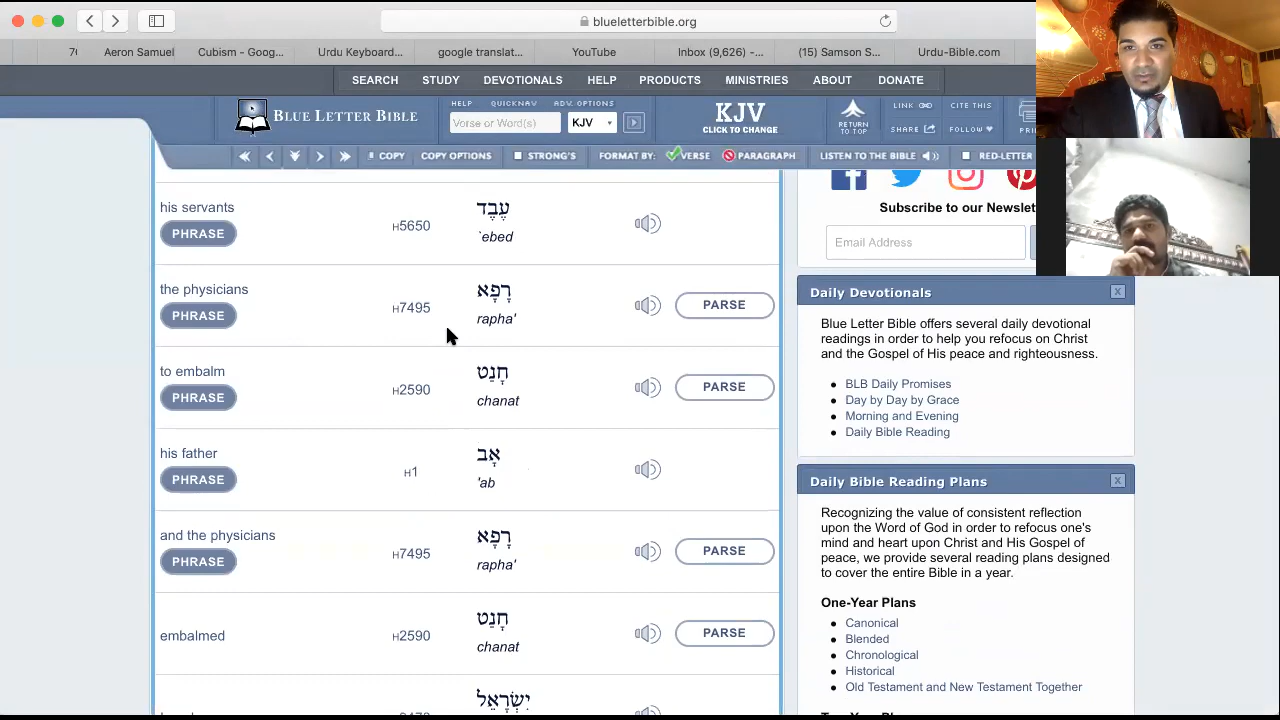 blueletterbible.org
Aeron Samuel
Cubism - Goog...
Urdu Keyboard...
google translat...
YouTube
Inbox (9,626) -...
(15) Samson S...
Urdu-Bible.com
SEARCH STUDY DEVOTIONALS HELP PRODUCTS MINISTRIES ABOUT DONATE
BLUE LETTER BIBLE
HELP QUICKNAV ADV. OPTIONS
Verse or Word(s)
KJV
KJV
CLICK TO CHANGE
RETURN
TO TOP
LINK
CITE THIS
SHARE
FOLLOW
COPY COPY OPTIONS STRONG'S FORMAT BY: VERSE PARAGRAPH LISTEN TO THE BIBLE RED-LETTER
his servants
PHRASE
H5650
עֶבֶד
`ebed
the physicians
PHRASE
H7495
רָפָא
rapha'
PARSE
to embalm
PHRASE
H2590
חָנַט
chanat
PARSE
his father
PHRASE
H1
אָב
'ab
and the physicians
PHRASE
H7495
רָפָא
rapha'
PARSE
embalmed
H2590
חָנַט
chanat
PARSE
יִשְׂרָאֵל
Email Address
Daily Devotionals
X
Blue Letter Bible offers several daily devotional
readings in order to help you refocus on Christ
and the Gospel of His peace and righteousness.
BLB Daily Promises
Day by Day by Grace
Morning and Evening
Daily Bible Reading
Daily Bible Reading Plans
X
Recognizing the value of consistent reflection
upon the Word of God in order to refocus one's
mind and heart upon Christ and His Gospel of
peace, we provide several reading plans designed
to cover the entire Bible in a year.
One-Year Plans
Canonical
Blended
Chronological
Historical
Old Testament and New Testament Together